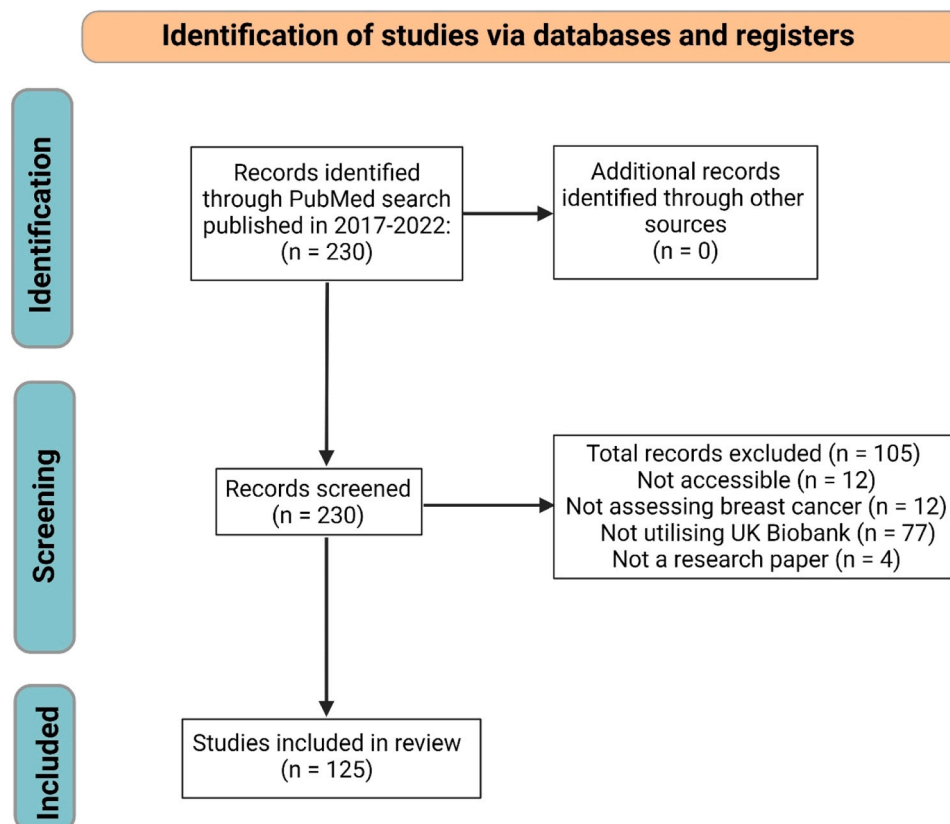 Identification of studies via databases and registers
Identification
Records identified
through PubMed search
published in 2017-2022:
(n = 230)
Additional records
identified through other
sources
(n = 0)
Screening
Records screened
(n = 230)
Total records excluded (n = 105)
Not accessible (n = 12)
Not assessing breast cancer (n = 12)
Not utilising UK Biobank (n = 77)
Not a research paper (n = 4)
Included
Studies included in review
(n = 125)